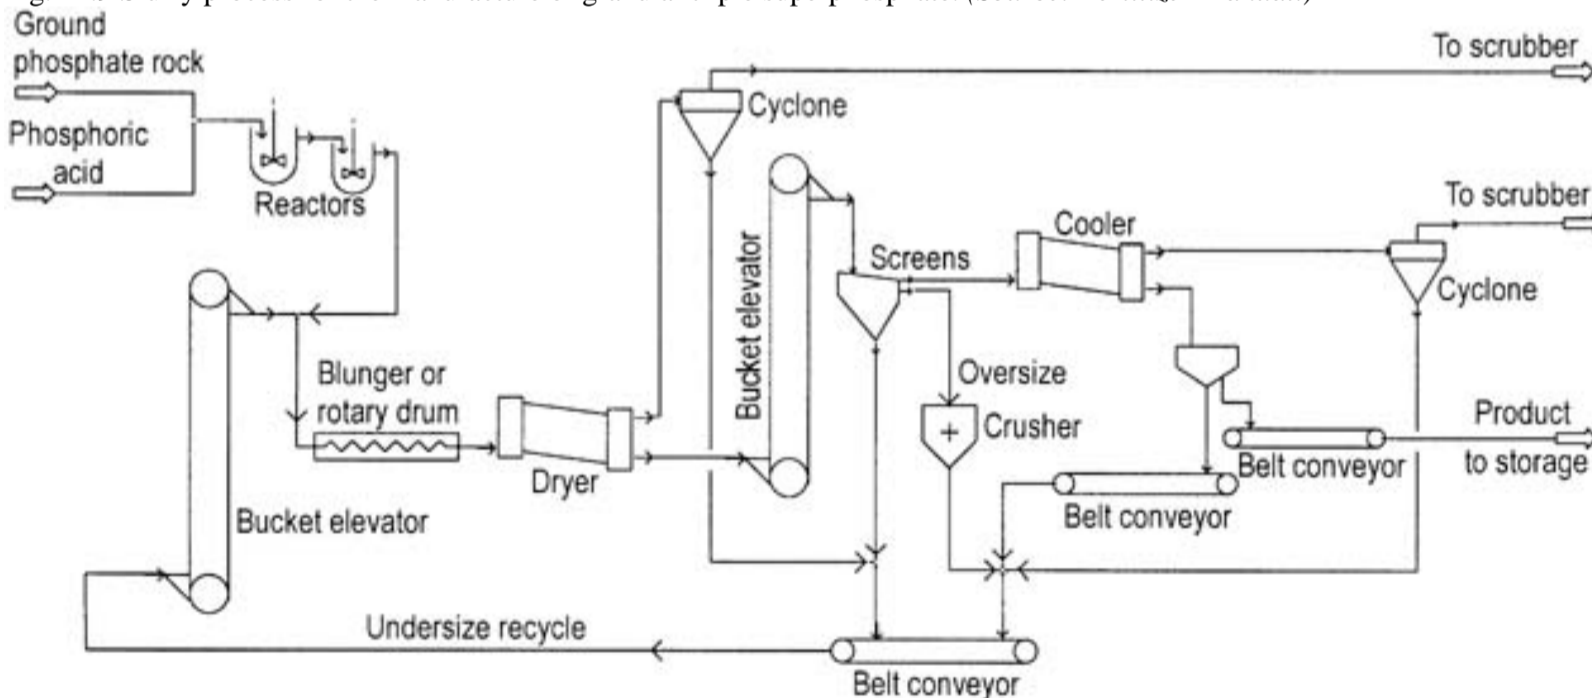 Ground
phosphate rock
Phosphoric
acid
Reactors
Cyclone
To scrubber
To scrubber
Bucket elevator
Screens
Cooler
Cyclone
Blunger or
rotary drum
Dryer
Oversize
Crusher
Product
to storage
Belt conveyor
Belt conveyor
Bucket elevator
Undersize recycle
Belt conveyor